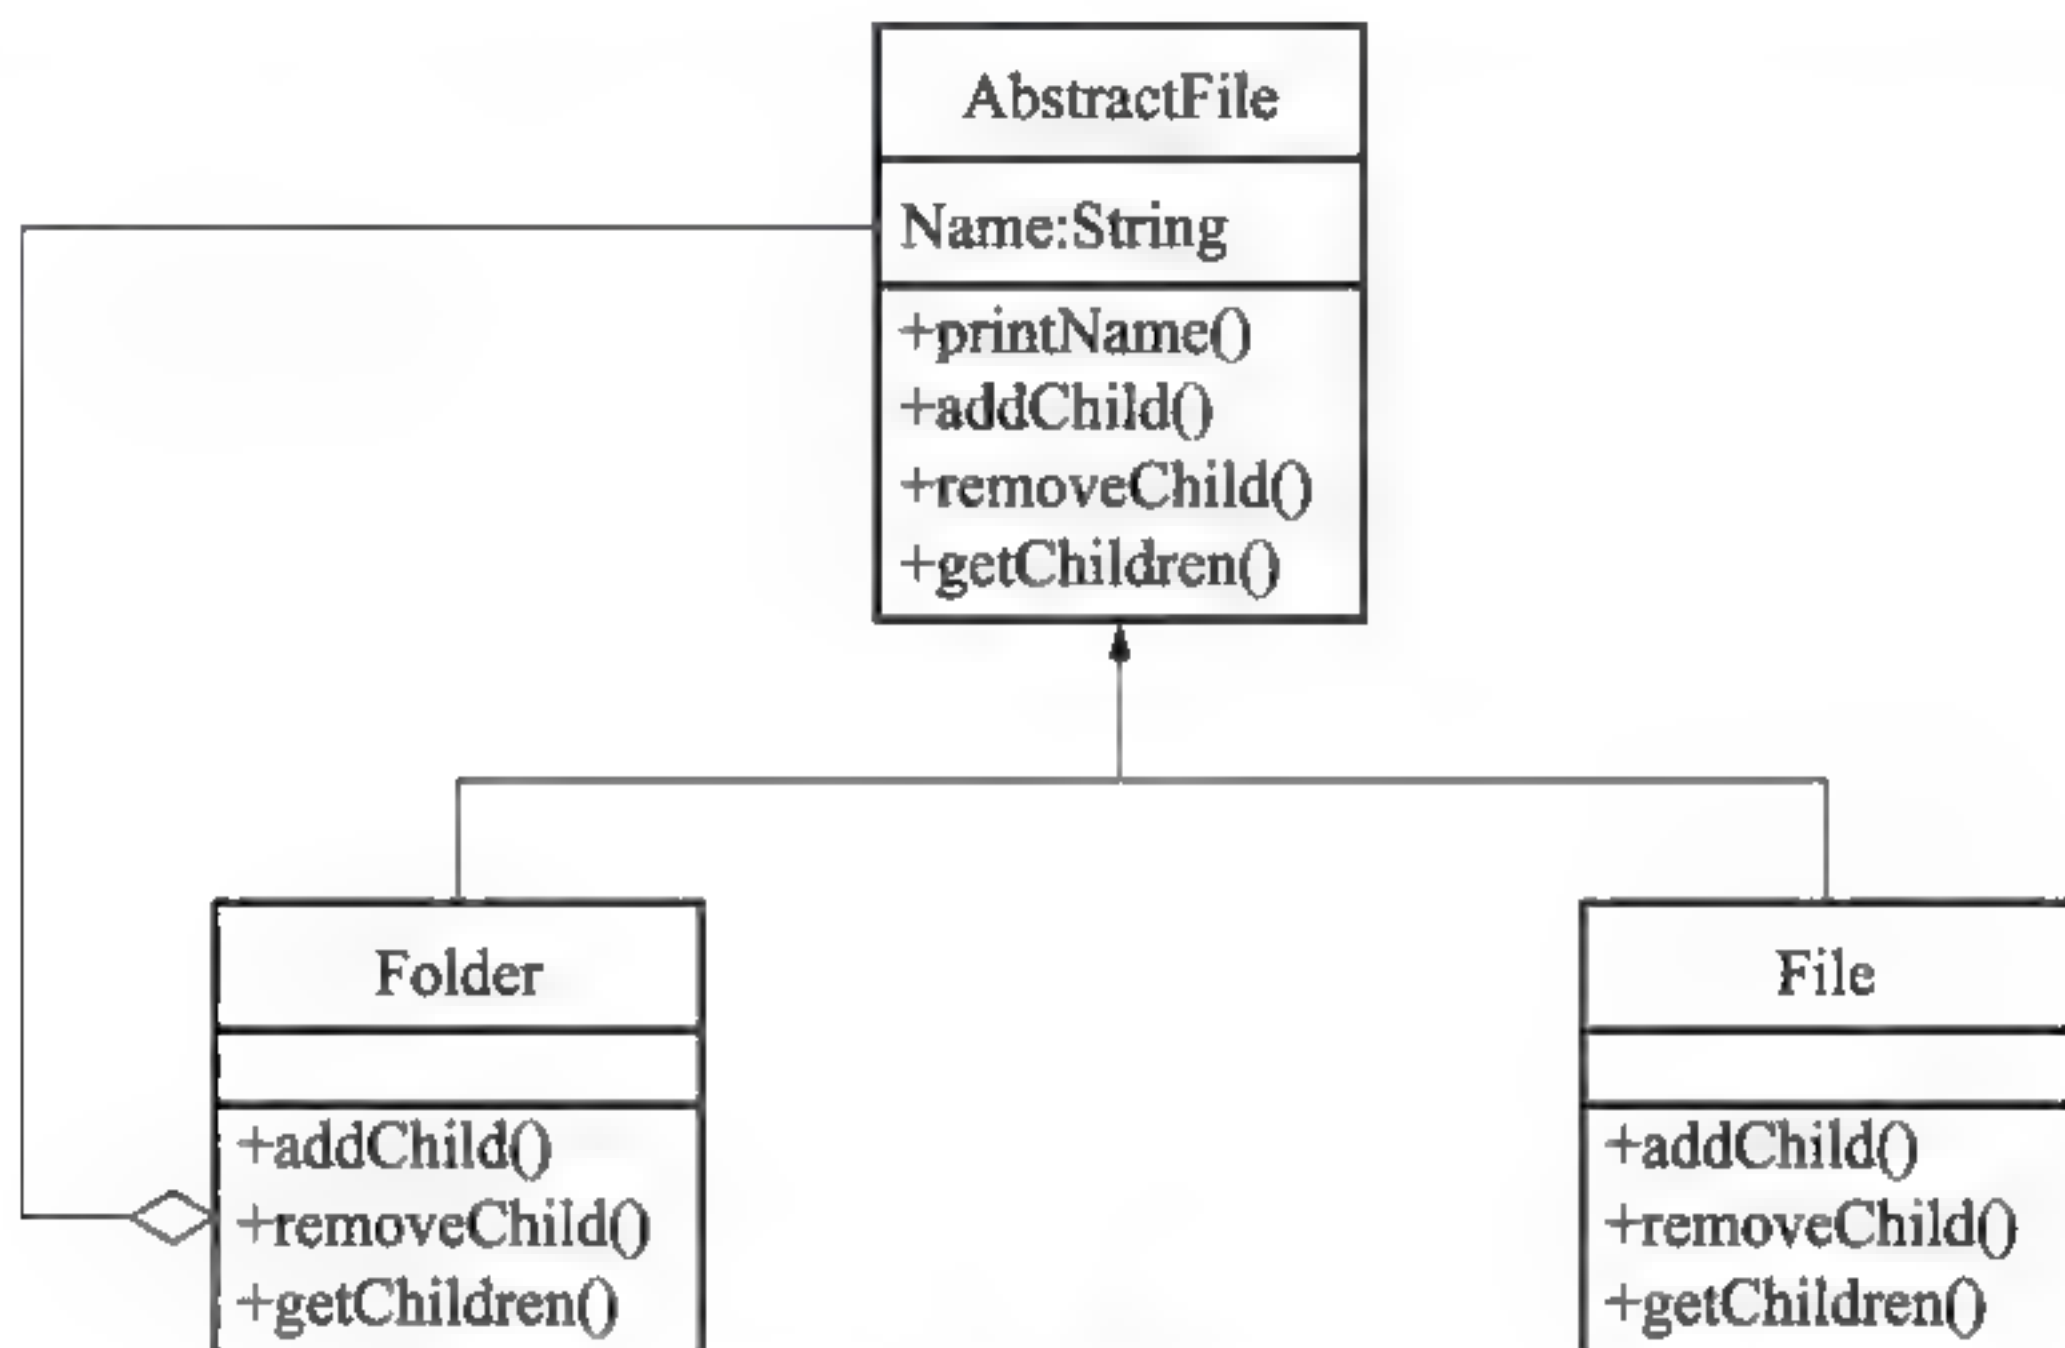 AbstractFile
Name:String
+printName()
+addChild()
+removeChild()
+getChildren()
Folder
+addChild()
+removeChild()
+getChildren()
File
+addChild()
+removeChild()
+getChildren()